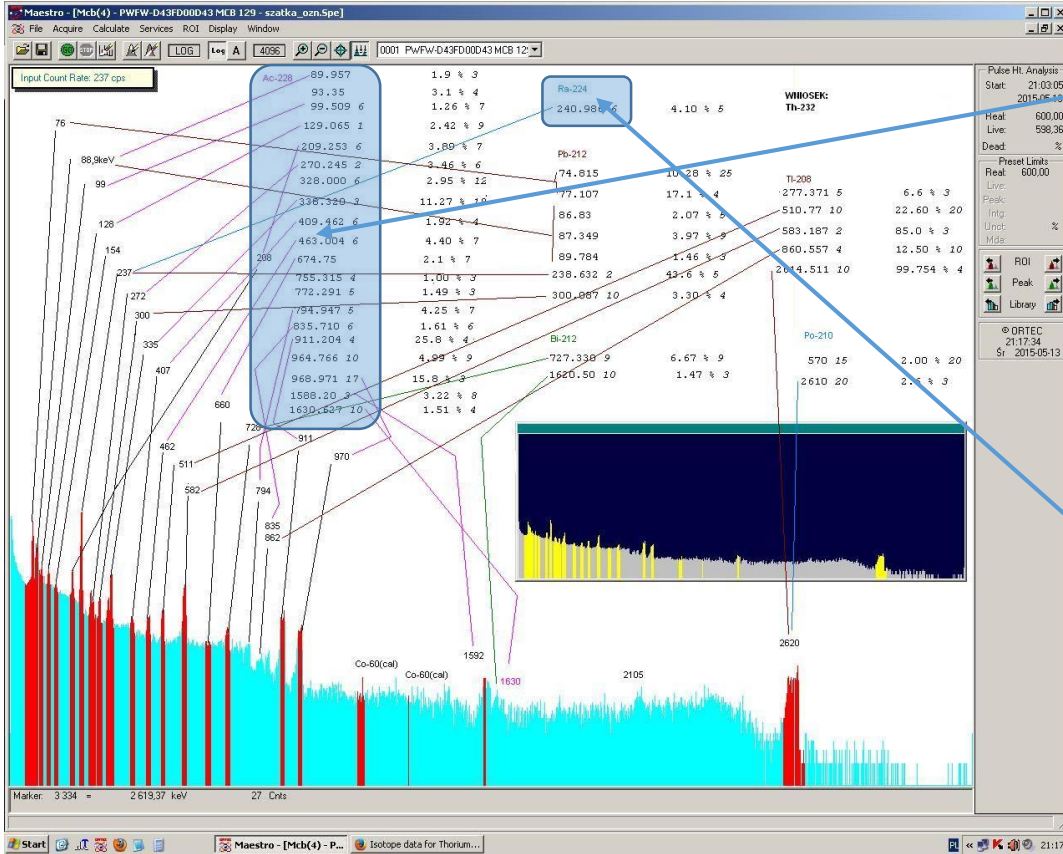 Maestro - [Mcb(4) - PWFW-D43FD00D43 MCB 129 - szatka_ozn.Spe]
File Acquire Calculate Services ROI Display Window
LOG Log A 4096 0001 PWFW-D43FD00D43 MCB 12
Input Count Rate: 237 cps
Ac-228
89.957 1.9 % 3
93.35 3.1 % 4
99.509 6 1.26 % 7
129.065 1 2.42 % 9
209.253 6 3.89 % 7
270.245 2 3.46 % 6
328.000 6 2.95 % 12
338.320 3 11.27 % 19
409.462 6 1.92 % 4
463.004 6 4.40 % 7
674.75 2.1 % 7
755.315 4 1.00 % 3
772.291 5 1.49 % 3
794.947 5 4.25 % 7
835.710 6 1.61 % 6
911.204 4 25.8 % 4
964.766 10 4.99 % 9
968.971 17 15.8 % 3
1588.20 3 3.22 % 8
1630.627 10 1.51 % 4
Ra-224
240.986 6 4.10 % 5
Pb-212
74.815 10.28 % 25
77.107 17.1 % 4
86.83 2.07 % 5
87.349 3.97 % 9
89.784 1.46 % 3
238.632 2 43.6 % 5
300.087 10 3.30 % 4
Bi-212
727.330 9 6.67 % 9
1620.50 10 1.47 % 3
WNIOSEK:
Th-232
Tl-208
277.371 5 6.6 % 3
510.77 10 22.60 % 20
583.187 2 85.0 % 3
860.557 4 12.50 % 10
2614.511 10 99.754 % 4
Po-210
570 15 2.00 % 20
2610 20 % 3
76
88,9keV
99
128
154
237
272
300
335
407
208
660
462
511
582
728
794
835
862
911
970
Co-60(cal)
Co-60(cal)
1592
1630
2105
2620
Pulse Ht. Analysis
Start: 21:03:05
Real: 600,00
Live: 598,36
Dead: %
Preset Limits
Real: 600,00
Live:
Peak:
Intg:
Unct: %
Mda:
ROI
Peak
Library
© ORTEC
21:17:34
Śr 2015-05-13
Marker: 3 334 = 2 619,37 keV 27 Cnts
Start Maestro - [Mcb(4) - P... Isotope data for Thorium... PL 21:17